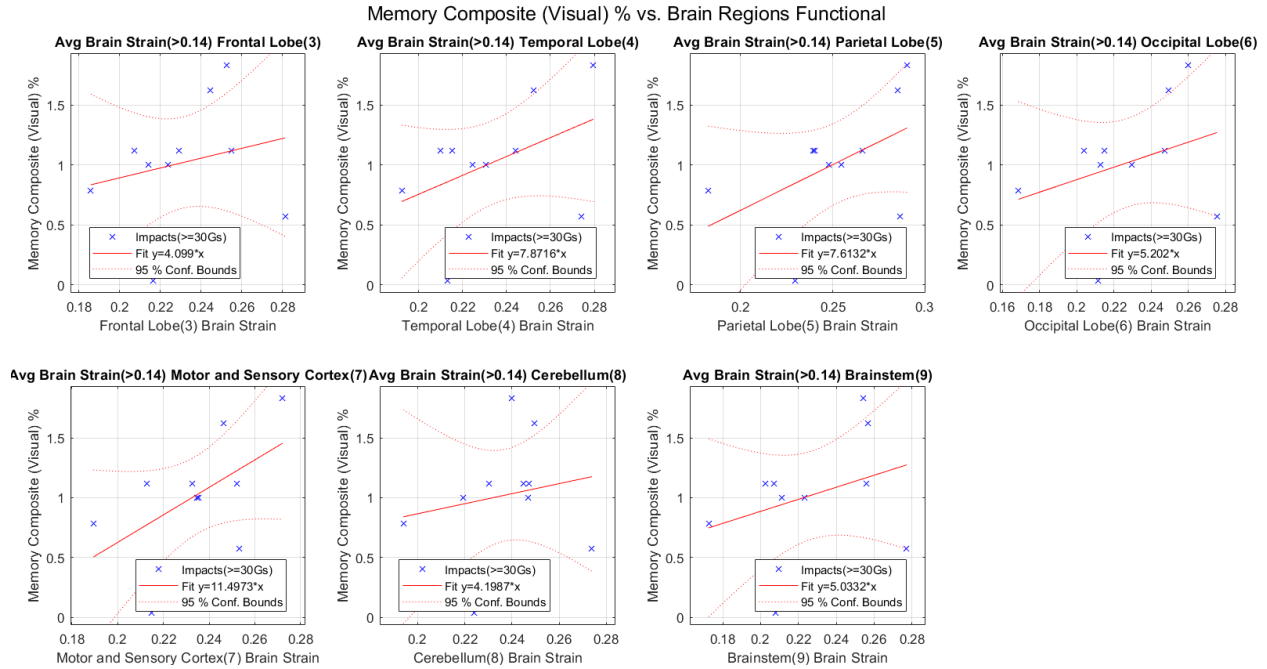 Memory Composite (Visual) % vs. Brain Regions Functional
Avg Brain Strain(>0.14) Frontal Lobe(3)
Memory Composite (Visual) %
1.5
1
0.5
0
Impacts(>=30Gs)
Fit y=4.099*x
95 % Conf. Bounds
0.18 0.2 0.22 0.24 0.26 0.28
Frontal Lobe(3) Brain Strain
Avg Brain Strain(>0.14) Temporal Lobe(4)
Memory Composite (Visual) %
1.5
1
0.5
0
Impacts(>=30Gs)
Fit y=7.8716*x
95 % Conf. Bounds
0.2 0.22 0.24 0.26 0.28
Temporal Lobe(4) Brain Strain
Avg Brain Strain(>0.14) Parietal Lobe(5)
Memory Composite (Visual) %
1.5
1
0.5
0
Impacts(>=30Gs)
Fit y=7.6132*x
95 % Conf. Bounds
0.2 0.3
Parietal Lobe(5) Brain Strain
Avg Brain Strain(>0.14) Occipital Lobe(6)
Memory Composite (Visual) %
1.5
1
0.5
0
Impacts(>=30Gs)
Fit y=5.202*x
95 % Conf. Bounds
0.16 0.18 0.2 0.22 0.24 0.26 0.28
Occipital Lobe(6) Brain Strain
Avg Brain Strain(>0.14) Motor and Sensory Cortex(7)
Memory Composite (Visual) %
1.5
1
0.5
0
Impacts(>=30Gs)
Fit y=11.4973*x
95 % Conf. Bounds
0.18 0.2 0.22 0.24 0.26 0.28
Motor and Sensory Cortex(7) Brain Strain
Avg Brain Strain(>0.14) Cerebellum(8)
Memory Composite (Visual) %
1.5
1
0.5
0
Impacts(>=30Gs)
Fit y=4.1987*x
95 % Conf. Bounds
0.2 0.22 0.24 0.26 0.28
Cerebellum(8) Brain Strain
Avg Brain Strain(>0.14) Brainstem(9)
Memory Composite (Visual) %
1.5
1
0.5
0
Impacts(>=30Gs)
Fit y=5.0332*x
95 % Conf. Bounds
0.16 0.18 0.2 0.22 0.24 0.26 0.28
Brainstem(9) Brain Strain